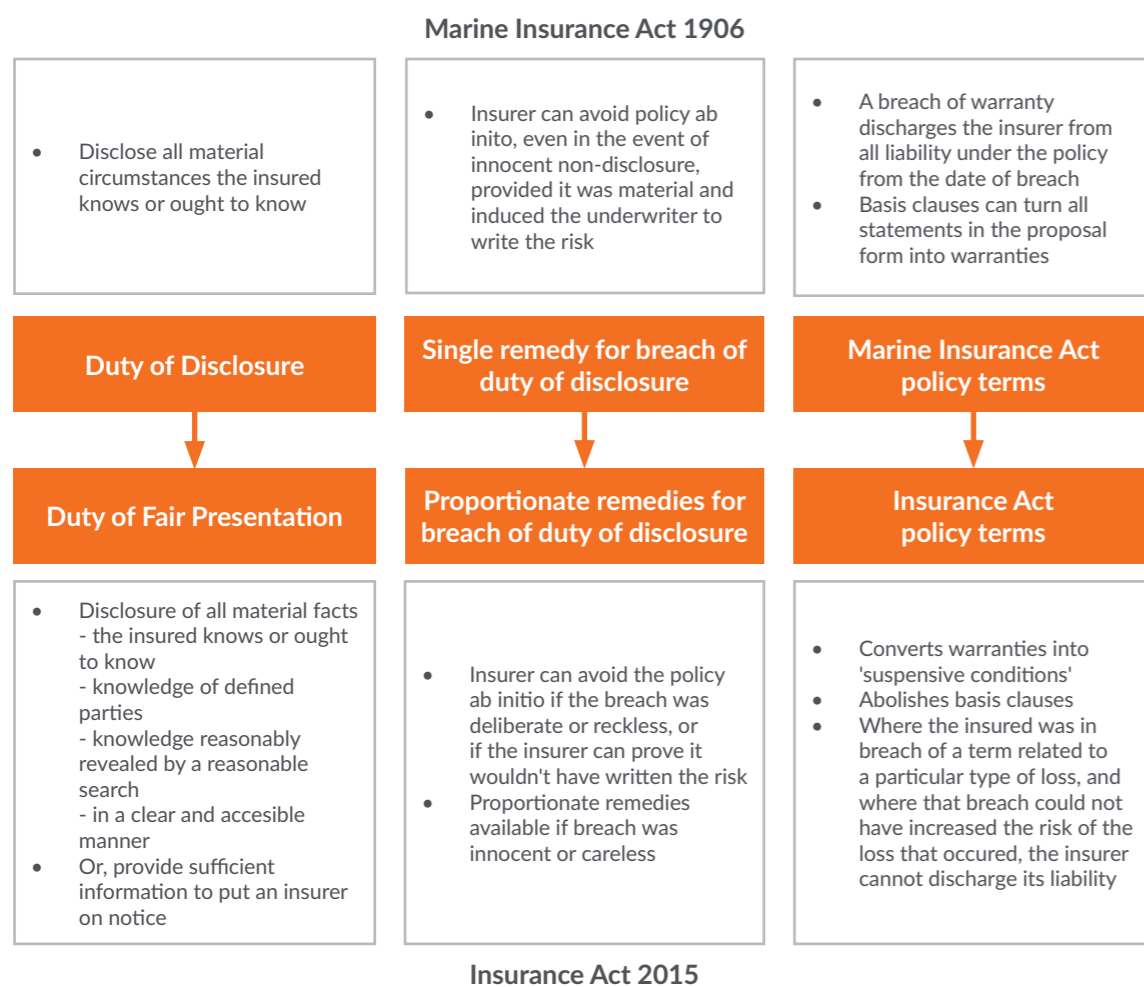 Marine Insurance Act 1906
• Disclose all material
circumstances the insured
knows or ought to know
• Insurer can avoid policy ab
inito, even in the event of
innocent non-disclosure,
provided it was material and
induced the underwriter to
write the risk
• A breach of warranty
discharges the insurer from
all liability under the policy
from the date of breach
• Basis clauses can turn all
statements in the proposal
form into warranties
Duty of Disclosure
Single remedy for breach of
duty of disclosure
Marine Insurance Act
policy terms
Duty of Fair Presentation
Proportionate remedies for
breach of duty of disclosure
Insurance Act
policy terms
• Disclosure of all material facts
- the insured knows or ought
to know
- knowledge of defined
parties
- knowledge reasonably
revealed by a reasonable
search
- in a clear and accesible
manner
• Or, provide sufficient
information to put an insurer
on notice
• Insurer can avoid the policy
ab initio if the breach was
deliberate or reckless, or
if the insurer can prove it
wouldn't have written the risk
• Proportionate remedies
available if breach was
innocent or careless
• Converts warranties into
'suspensive conditions'
• Abolishes basis clauses
• Where the insured was in
breach of a term related to
a particular type of loss, and
where that breach could not
have increased the risk of the
loss that occured, the insurer
cannot discharge its liability
Insurance Act 2015